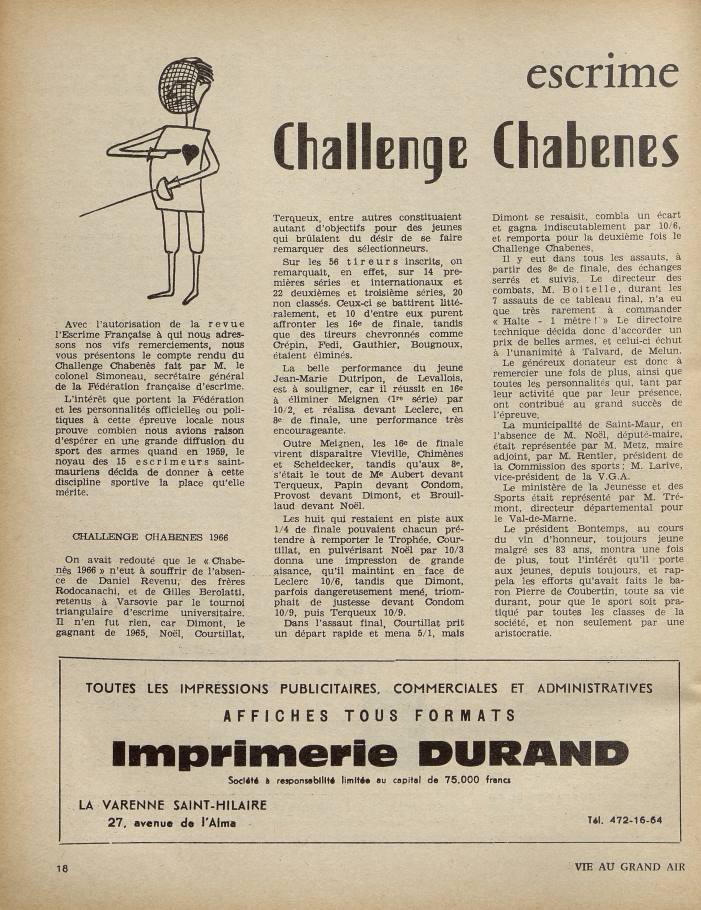 escrime
Challenge Chabenes
Avec l'autorisation de la revue
l'Escrime Française à qui nous adres-
sons nos vifs remerciements, nous
vous présentons le compte rendu du
Challenge Chabenès fait par M. le
colonel Simoneau, secrétaire général
de la Fédération française d'escrime.
L'intérêt que portent la Fédération
et les personnalités officielles ou poli-
tiques à cette épreuve locale nous
prouve combien nous avions raison
d'espérer en une grande diffusion du
sport des armes quand en 1959, le
noyau des 15 escrimeurs saint-
mauriens décida de donner à cette
discipline sportive la place qu'elle
mérite.
CHALLENGE CHABENES 1966
On avait redouté que le « Chabe-
nès 1966 » n'eut à souffrir de l'absen-
ce de Daniel Revenu, des frères
Rodocanachi, et de Gilles Berolatti,
retenus à Varsovie par le tournoi
triangulaire d'escrime universitaire.
Il n'en fut rien, car Dimont, le
gagnant de 1965, Noël, Courtillat,
Terqueux, entre autres constituaient
autant d'objectifs pour des jeunes
qui brûlaient du désir de se faire
remarquer des sélectionneurs.
Sur les 56 tireurs inscrits, on
remarquait, en effet, sur 14 pre-
mières séries et internationaux et
22 deuxièmes et troisième séries, 20
non classés. Ceux-ci se battirent litté-
ralement, et 10 d'entre eux purent
affronter les 16e de finale, tandis
que des tireurs chevronnés comme
Crépin, Fedi, Gauthier, Bougnoux,
étaient élminés.
La belle performance du jeune
Jean-Marie Dutripon, de Levallois,
est à souligner, car il réussit en 16e
à éliminer Meignen (1re série) par
10/2, et réalisa devant Leclerc, en
8e de finale, une performance très
encourageante.
Outre Meignen, les 16e de finale
virent disparaître Vieville, Chimènes
et Scheldecker, tandis qu'aux 8e,
s'était le tout de Me Aubert devant
Terqueux, Papin devant Condom,
Provost devant Dimont, et Brouil-
laud devant Noël.
Les huit qui restaient en piste aux
1/4 de finale pouvaient chacun pré-
tendre à remporter le Trophée, Cour-
tillat, en pulvérisant Noël par 10/3
donna une impression de grande
aisance, qu'il maintint en face de
Leclerc 10/6, tandis que Dimont,
parfois dangereusement mené, triom-
phait de justesse devant Condom
10/9, puis Terqueux 10/9.
Dans l'assaut final, Courtillat prit
un départ rapide et mena 5/1, mais
Dimont se resaisit, combla un écart
et gagna indiscutablement par 10/6,
et remporta pour la deuxième fois le
Challenge Chabenes.
Il y eut dans tous les assauts, à
partir des 8e de finale, des échanges
serrés et suivis. Le directeur des
combats, M. Boitelle, durant les
7 assauts de ce tableau final, n'a eu
que très rarement à commander
« Halte - 1 mètre ! » Le directoire
technique décida donc d'accorder un
prix de belles armes, et celui-ci échut
à l'unanimité à Talvard, de Melun.
Le généreux donateur est donc à
remercier une fois de plus, ainsi que
toutes les personnalités qui, tant par
leur activité que par leur présence,
ont contribué au grand succès de
l'épreuve.
La municipalité de Saint-Maur, en
l'absence de M. Noël, député-maire,
était représentée par M. Metz, maire
adjoint, par M. Rentler, président de
la Commission des sports ; M. Larive,
vice-président de la V.G.A.
Le ministère de la Jeunesse et des
Sports était représenté par M. Tré-
mont, directeur départemental pour
le Val-de-Marne.
Le président Bontemps, au cours
du vin d'honneur, toujours jeune
malgré ses 83 ans, montra une fois
de plus, tout l'intérêt qu'il porte
aux jeunes, depuis toujours, et rap-
pela les efforts qu'avait faits le ba-
ron Pierre de Coubertin, toute sa vie
durant, pour que le sport soit pra-
tiqué par toutes les classes de la
société, et non seulement par une
aristocratie.
TOUTES LES IMPRESSIONS PUBLICITAIRES, COMMERCIALES ET ADMINISTRATIVES
AFFICHES TOUS FORMATS
Imprimerie DURAND
Société à responsabilité limitée au capital de 75.000 francs
LA VARENNE SAINT-HILAIRE
27, avenue de l'Alma
Tél. 472-16-64
18
VIE AU GRAND AIR